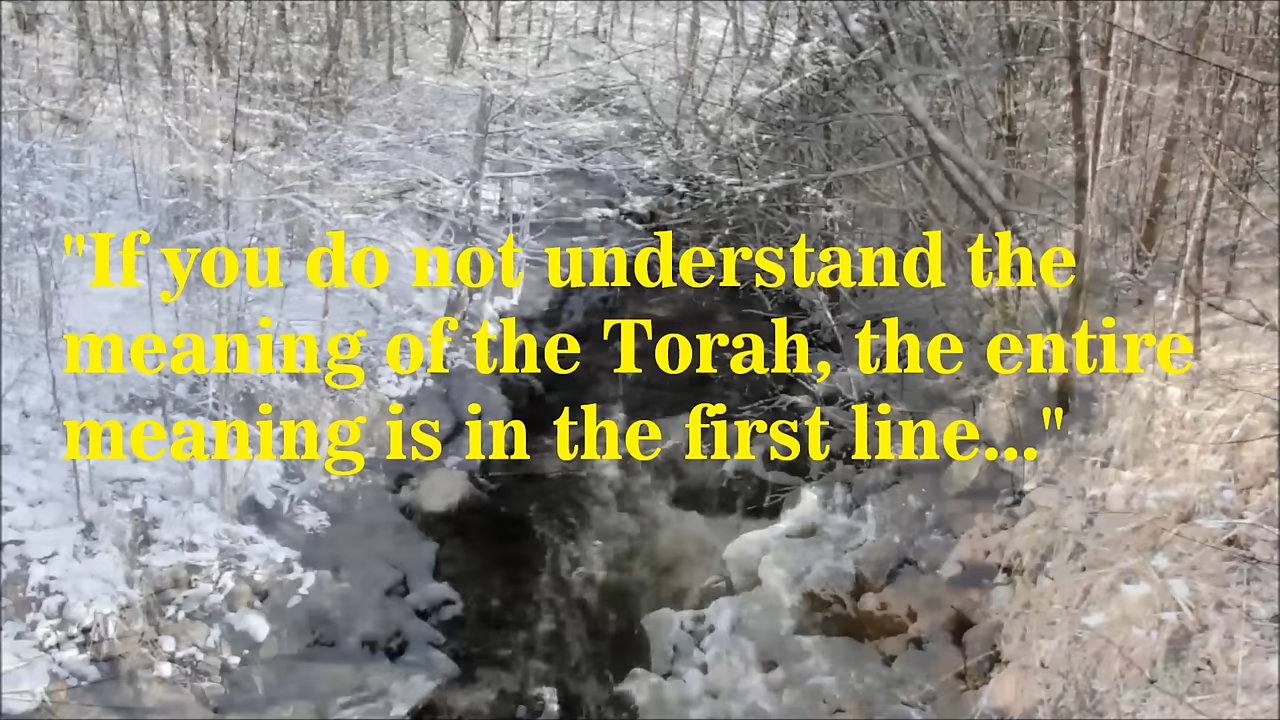 "If you do not understand the
meaning of the Torah, the entire
meaning is in the first line..."